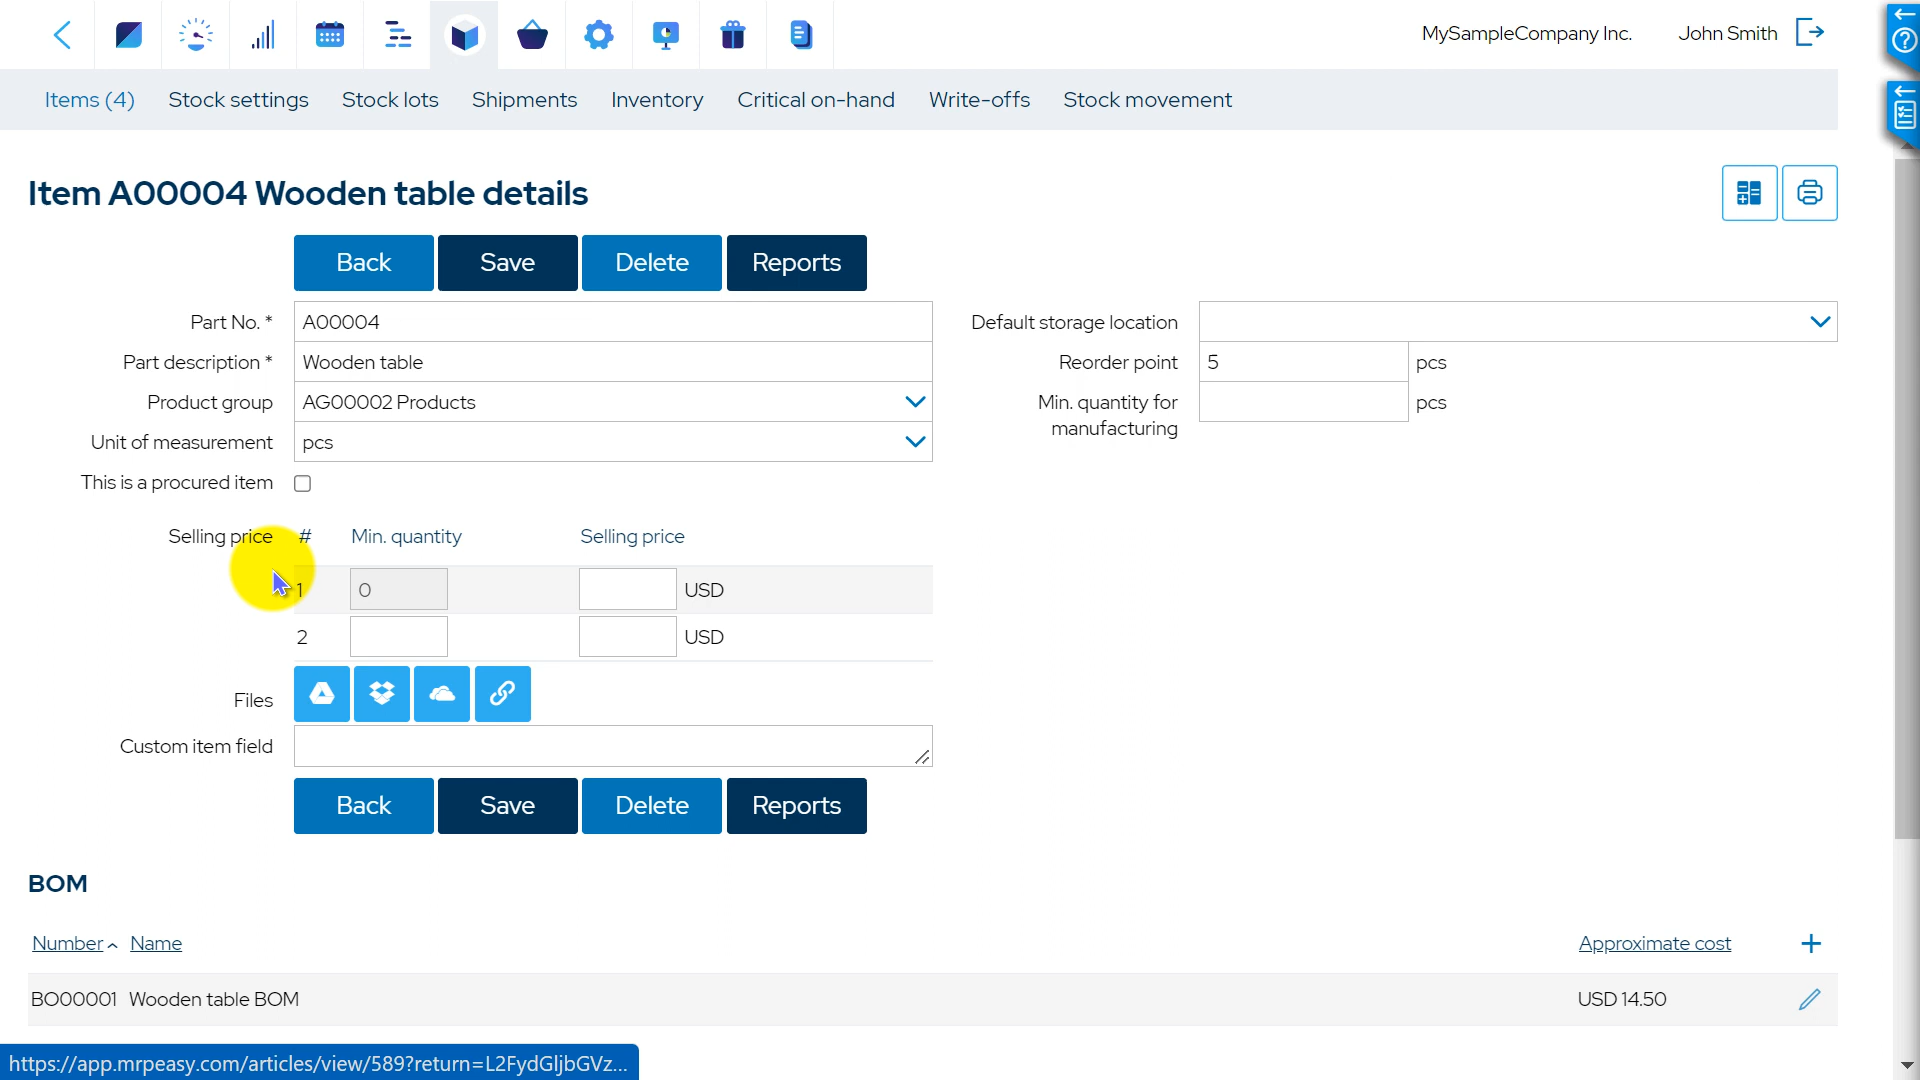 MySampleCompany Inc. John Smith
Items (4) Stock settings Stock lots Shipments Inventory Critical on-hand Write-offs Stock movement
Item A00004 Wooden table details
Back Save Delete Reports
Part No. * A00004
Part description * Wooden table
Product group AG00002 Products
Unit of measurement pcs
This is a procured item
Default storage location
Reorder point 5 pcs
Min. quantity for pcs
manufacturing
Selling price # Min. quantity Selling price
1 0 USD
2 USD
Files
Custom item field
Back Save Delete Reports
BOM
Number Name Approximate cost
BO00001 Wooden table BOM USD 14.50
https://app.mrpeasy.com/articles/view/589?return=L2FydGljbGVz...